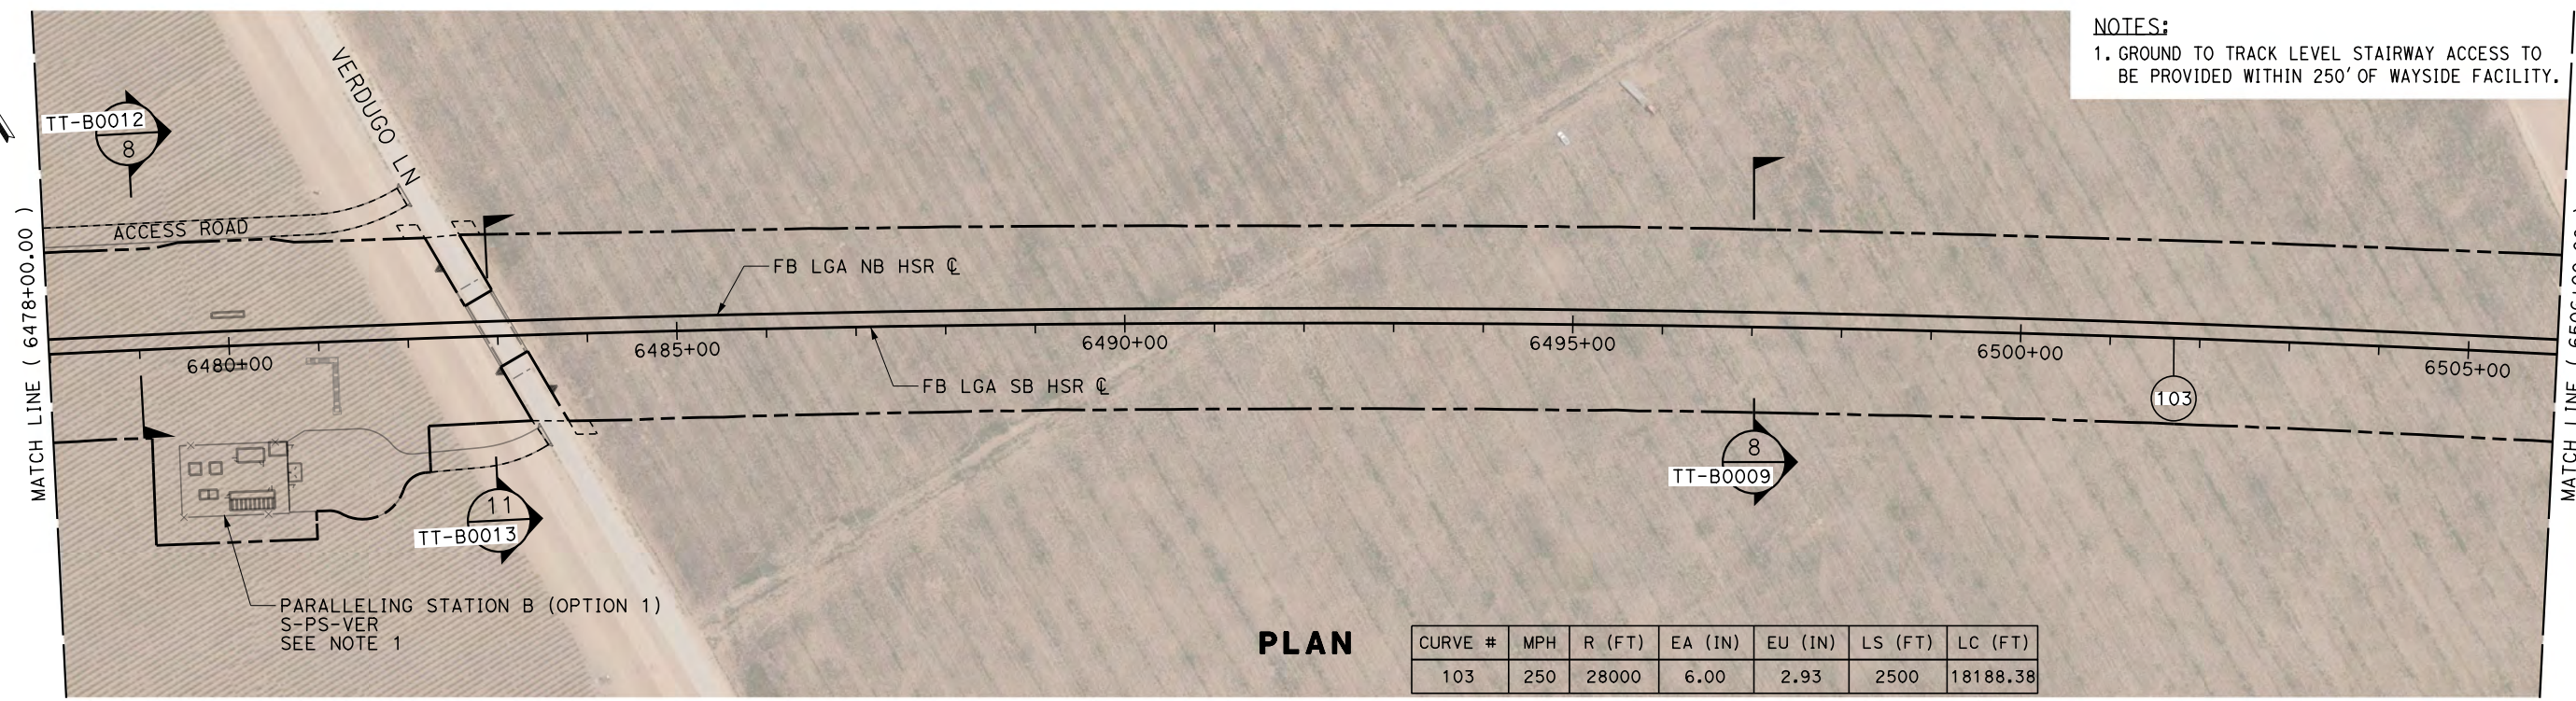 NOTES:
1. GROUND TO TRACK LEVEL STAIRWAY ACCESS TO
BE PROVIDED WITHIN 250' OF WAYSIDE FACILITY.
VERDUGO LN
TT-B0012
8
ACCESS ROAD
MATCH LINE ( 6478+00.00 )
FB LGA NB HSR ℄
6480+00
6485+00
6490+00
6495+00
6500+00
6505+00
FB LGA SB HSR ℄
103
8
TT-B0009
11
TT-B0013
MATCH LINE (
PARALLELING STATION B (OPTION 1)
S-PS-VER
SEE NOTE 1
PLAN
CURVE # MPH R (FT) EA (IN) EU (IN) LS (FT) LC (FT)
103 250 28000 6.00 2.93 2500 18188.38